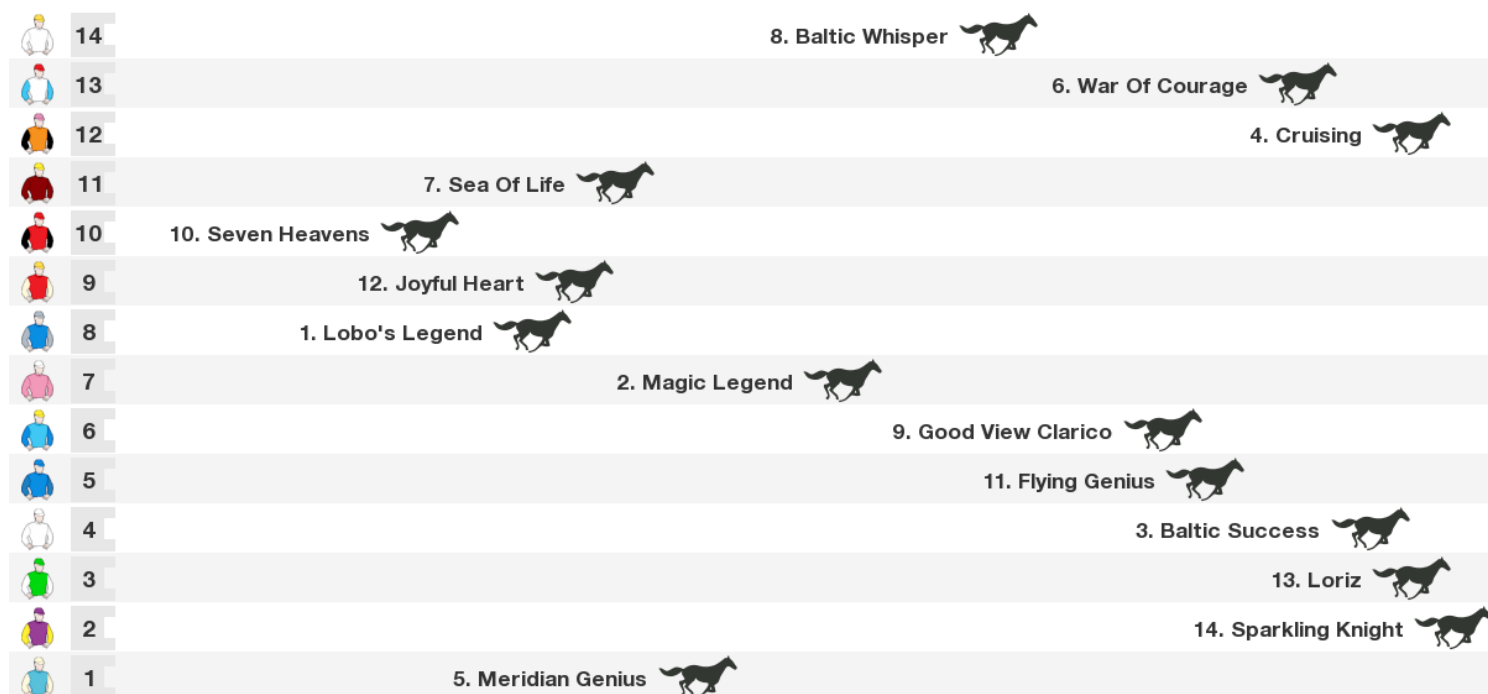 14 8. Baltic Whisper
13 6. War Of Courage
12 4. Cruising
11 7. Sea Of Life
10 10. Seven Heavens
9 12. Joyful Heart
8 1. Lobo's Legend
7 2. Magic Legend
6 9. Good View Clarico
5 11. Flying Genius
4 3. Baltic Success
3 13. Loriz
2 14. Sparkling Knight
1 5. Meridian Genius